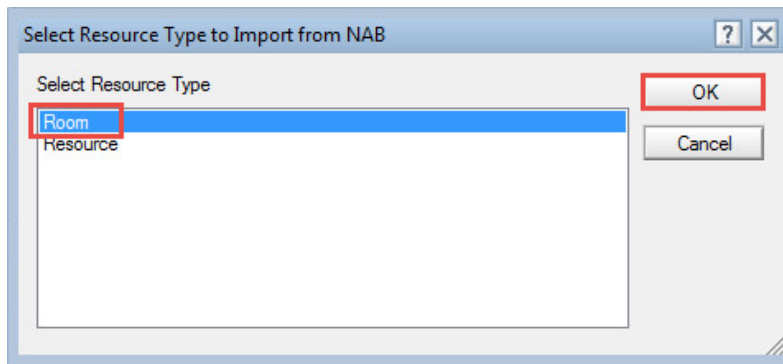 Select Resource Type to Import from NAB
? X
Select Resource Type
OK
Room
Resource
Cancel